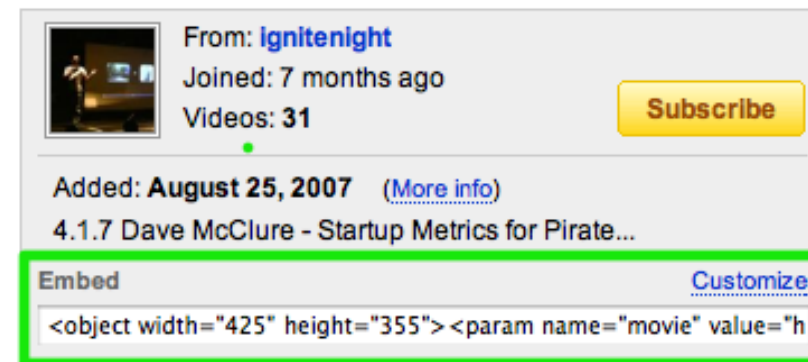 From: ignitenight
Joined: 7 months ago
Videos: 31
Subscribe
Added: August 25, 2007 (More info)
4.1.7 Dave McClure - Startup Metrics for Pirate...
Embed Customize
<object width="425" height="355"><param name="movie" value="h